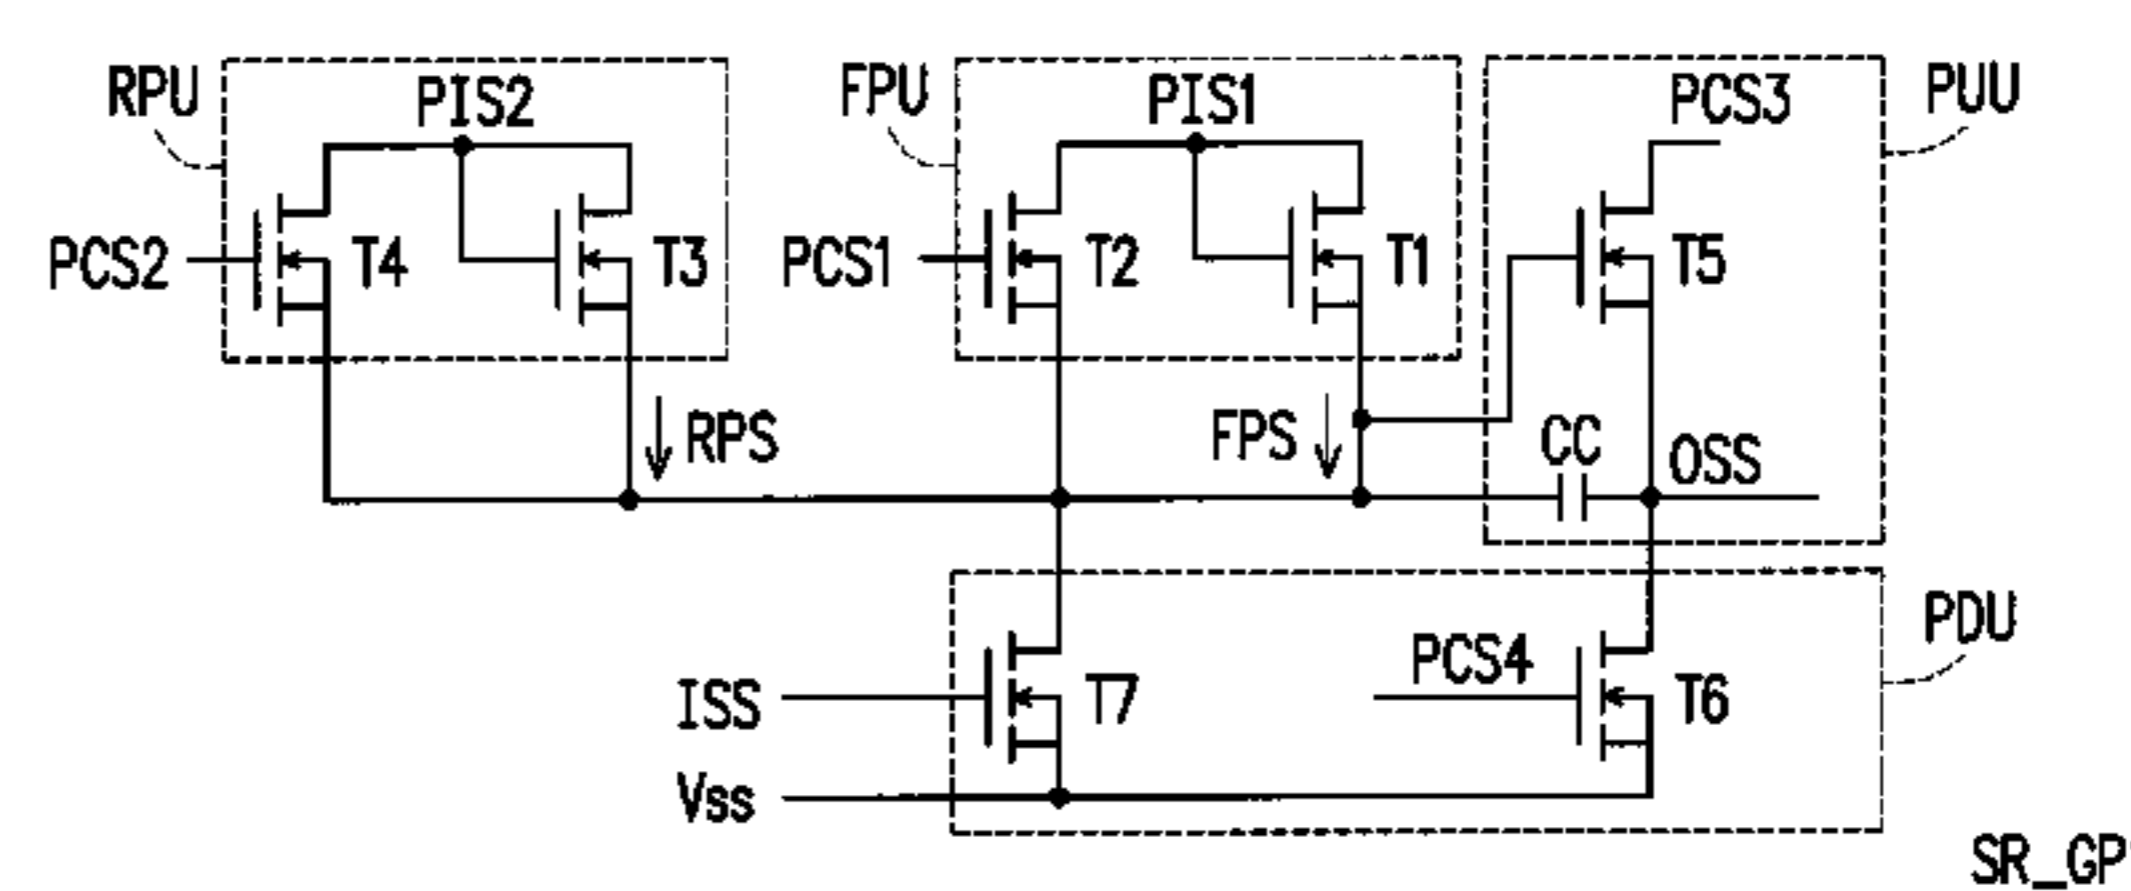 RPU
PIS2
FPU
PIS1
PCS3
PUU
PCS2
T4
T3
PCS1
T2
T1
T5
RPS
FPS
CC
OSS
PDU
PCS4
ISS
T7
T6
Vss
SR_GP